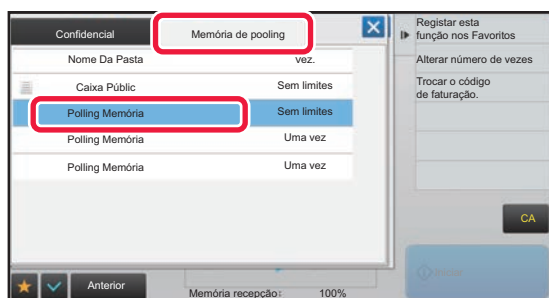 Confidencial
Memória de pooling
Nome Da Pasta
vez.
Caixa Públic
Sem limites
Polling Memória
Sem limites
Polling Memória
Uma vez
Polling Memória
Uma vez
Anterior
Memória recepção:
100%
Registar esta
função nos Favoritos
Alterar número de vezes
Trocar o código
de faturação.
CA